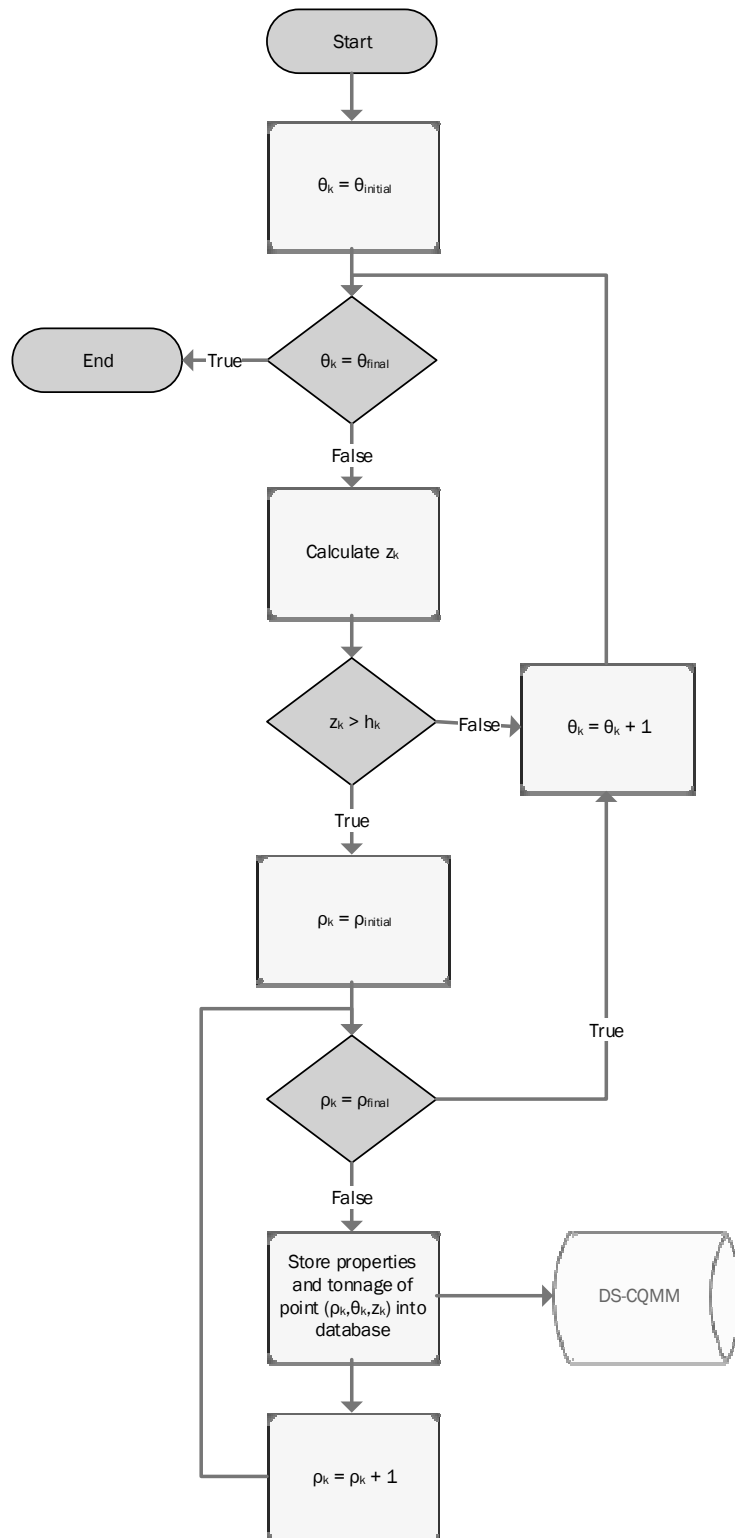 Start
θₖ = θinitial
θₖ = θfinal
True
End
False
Calculate zₖ
zₖ > hₖ
False
θₖ = θₖ + 1
True
ρₖ = ρinitial
ρₖ = ρfinal
True
False
Store properties
and tonnage of
point (ρₖ,θₖ,zₖ) into
database
DS-CQMM
ρₖ = ρₖ + 1